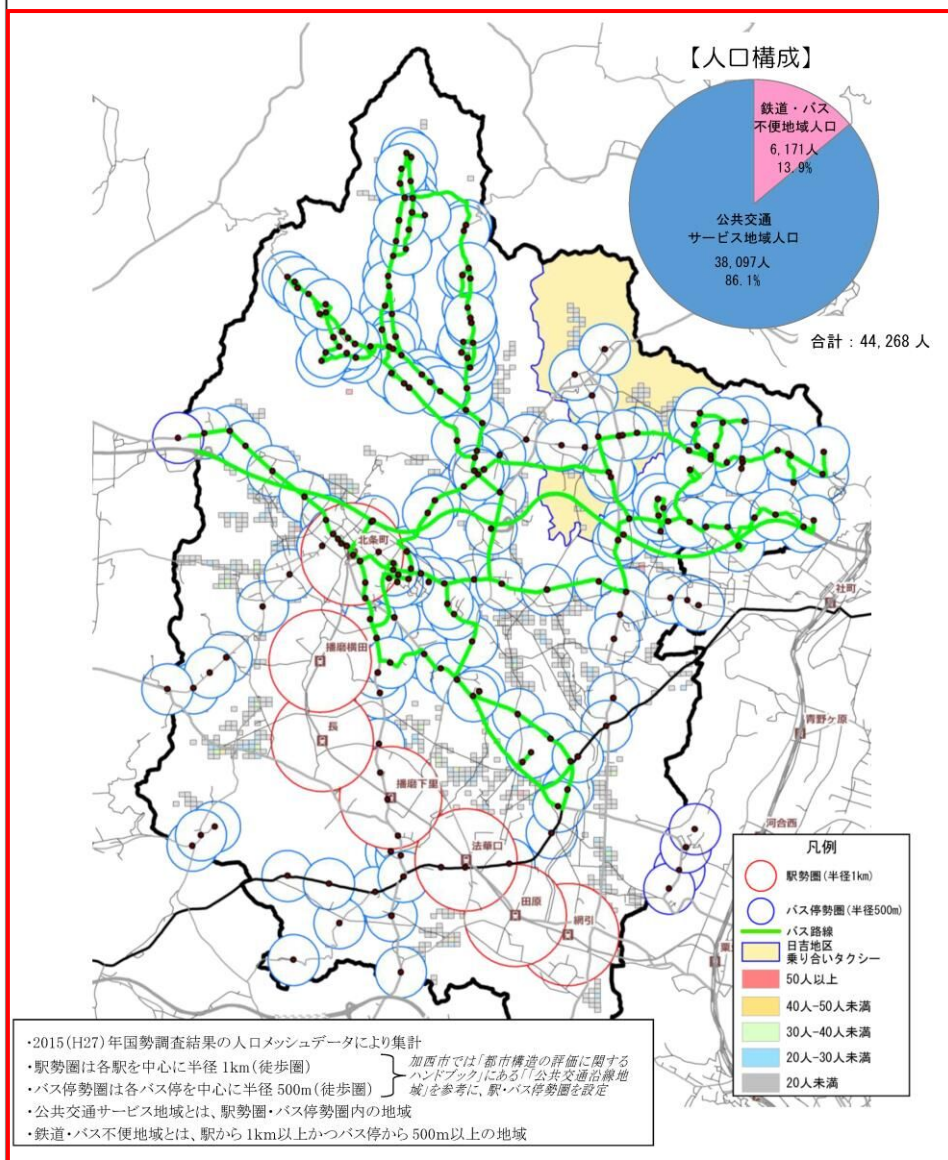 【人口構成】
鉄道・バス
不便地域人口
6,171人
13.9%
公共交通
サービス地域人口
38,097人
86.1%
合計：44,268 人
北条町
播磨横田
長
播磨下里
法華口
田原
網引
社町
青野ヶ原
河合西
凡例
駅勢圏(半径1km)
バス停勢圏(半径500m)
バス路線
日吉地区
乗り合いタクシー
50人以上
40人-50人未満
30人-40人未満
20人-30人未満
20人未満
・2015(H27)年国勢調査結果の人口メッシュデータにより集計
・駅勢圏は各駅を中心に半径 1km(徒歩圏)
・バス停勢圏は各バス停を中心に半径 500m(徒歩圏)
加西市では「都市構造の評価に関する
ハンドブック」にある「「公共交通沿線地
域」を参考に、駅・バス停勢圏を設定
・公共交通サービス地域とは、駅勢圏・バス停勢圏内の地域
・鉄道・バス不便地域とは、駅から 1km以上かつバス停から 500m以上の地域